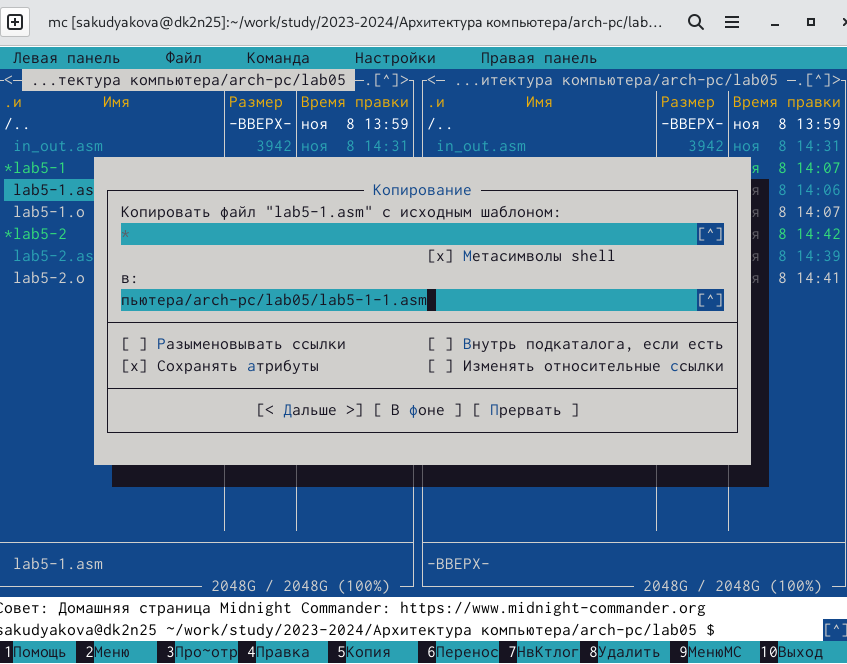 mc [sakudyakova@dk2n25]:~/work/study/2023-2024/Архитектура компьютера/arch-pc/lab…
Левая панель Файл Команда Настройки Правая панель
<— ...тектура компьютера/arch-pc/lab05 —.[^]> <— ...итектура компьютера/arch-pc/lab05 —.[^]>
.и Имя Размер Время правки .и Имя Размер Время правки
/.. -ВВЕРХ- ноя 8 13:59 /.. -ВВЕРХ- ноя 8 13:59
in_out.asm 3942 ноя 8 14:31 in_out.asm 3942 ноя 8 14:31
*lab5-1 я 8 14:07
lab5-1.as я 8 14:06
lab5-1.o я 8 14:07
*lab5-2 я 8 14:42
lab5-2.as я 8 14:39
lab5-2.o я 8 14:41
Копирование
Копировать файл "lab5-1.asm" с исходным шаблоном:
* [^]
[x] Метасимволы shell
в:
пьютера/arch-pc/lab05/lab5-1-1.asm [^]
[ ] Разыменовывать ссылки [ ] Внутрь подкаталога, если есть
[x] Сохранять атрибуты [ ] Изменять относительные ссылки
[< Дальше >] [ В фоне ] [ Прервать ]
lab5-1.asm -ВВЕРХ-
2048G / 2048G (100%) 2048G / 2048G (100%)
Совет: Домашняя страница Midnight Commander: https://www.midnight-commander.org
sakudyakova@dk2n25 ~/work/study/2023-2024/Архитектура компьютера/arch-pc/lab05 $ [^]
1Помощь 2Меню 3Про~отр 4Правка 5Копия 6Перенос 7НвКтлог 8Удалить 9МенюМС 10Выход